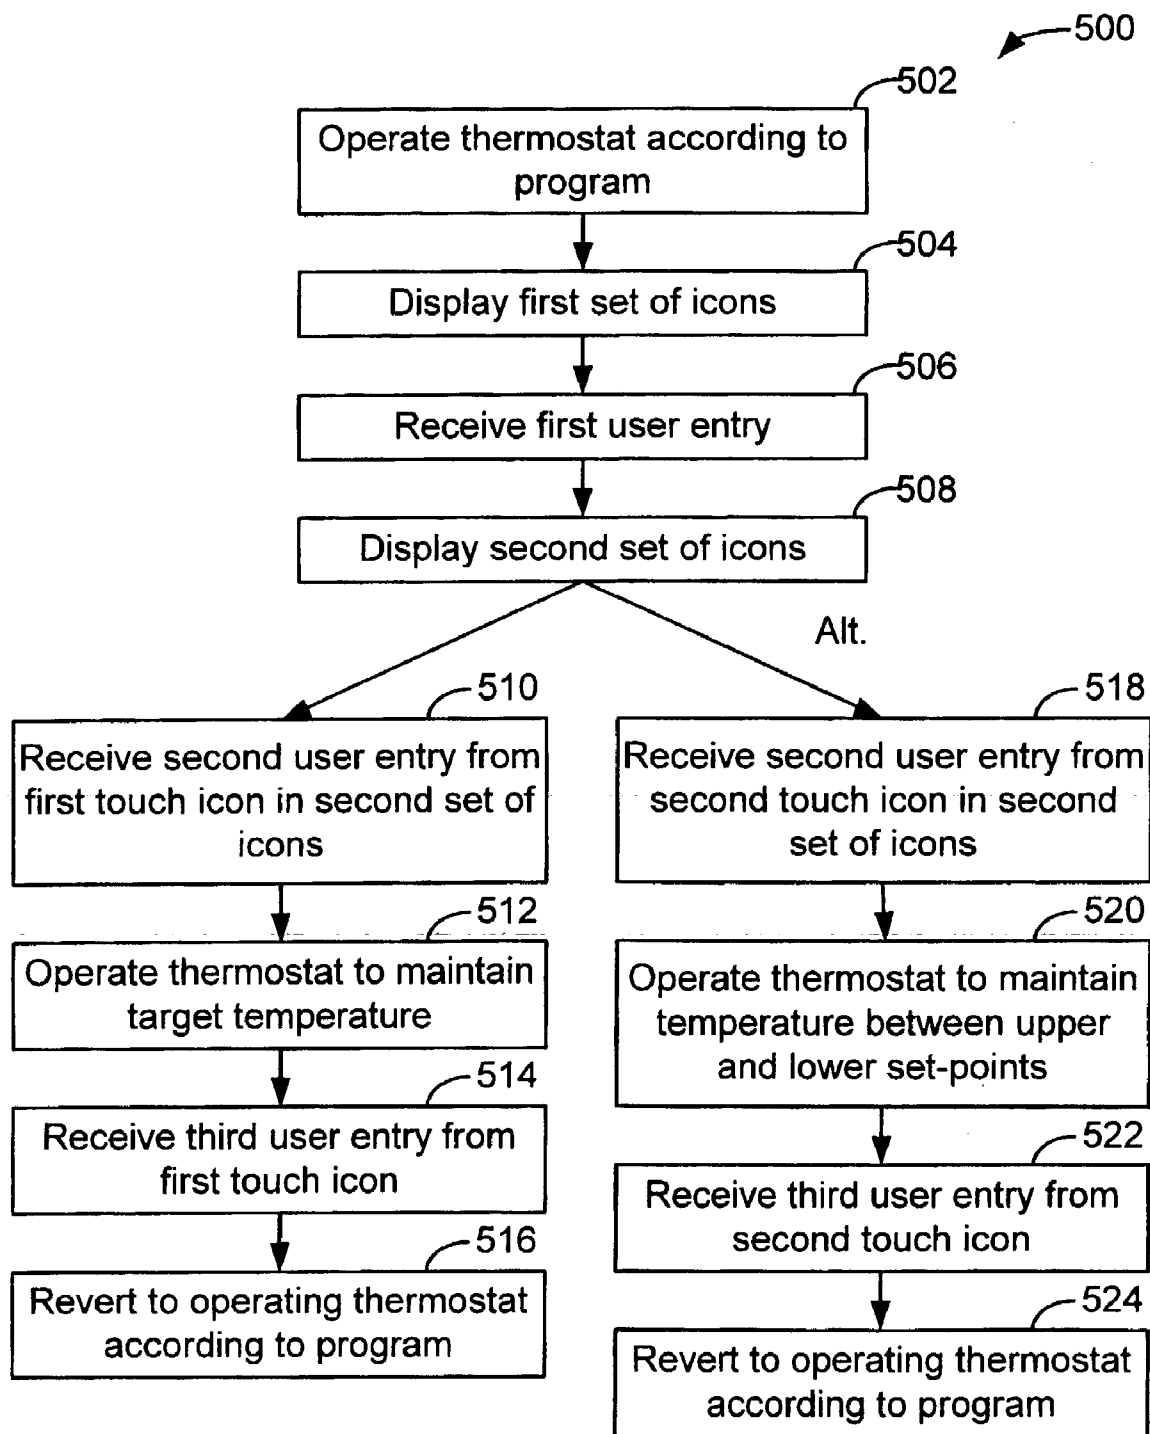 500
502
Operate thermostat according to
program
504
Display first set of icons
506
Receive first user entry
508
Display second set of icons
Alt.
510
Receive second user entry from
first touch icon in second set of
icons
512
Operate thermostat to maintain
target temperature
514
Receive third user entry from
first touch icon
516
Revert to operating thermostat
according to program
518
Receive second user entry from
second touch icon in second
set of icons
520
Operate thermostat to maintain
temperature between upper
and lower set-points
522
Receive third user entry from
second touch icon
524
Revert to operating thermostat
according to program